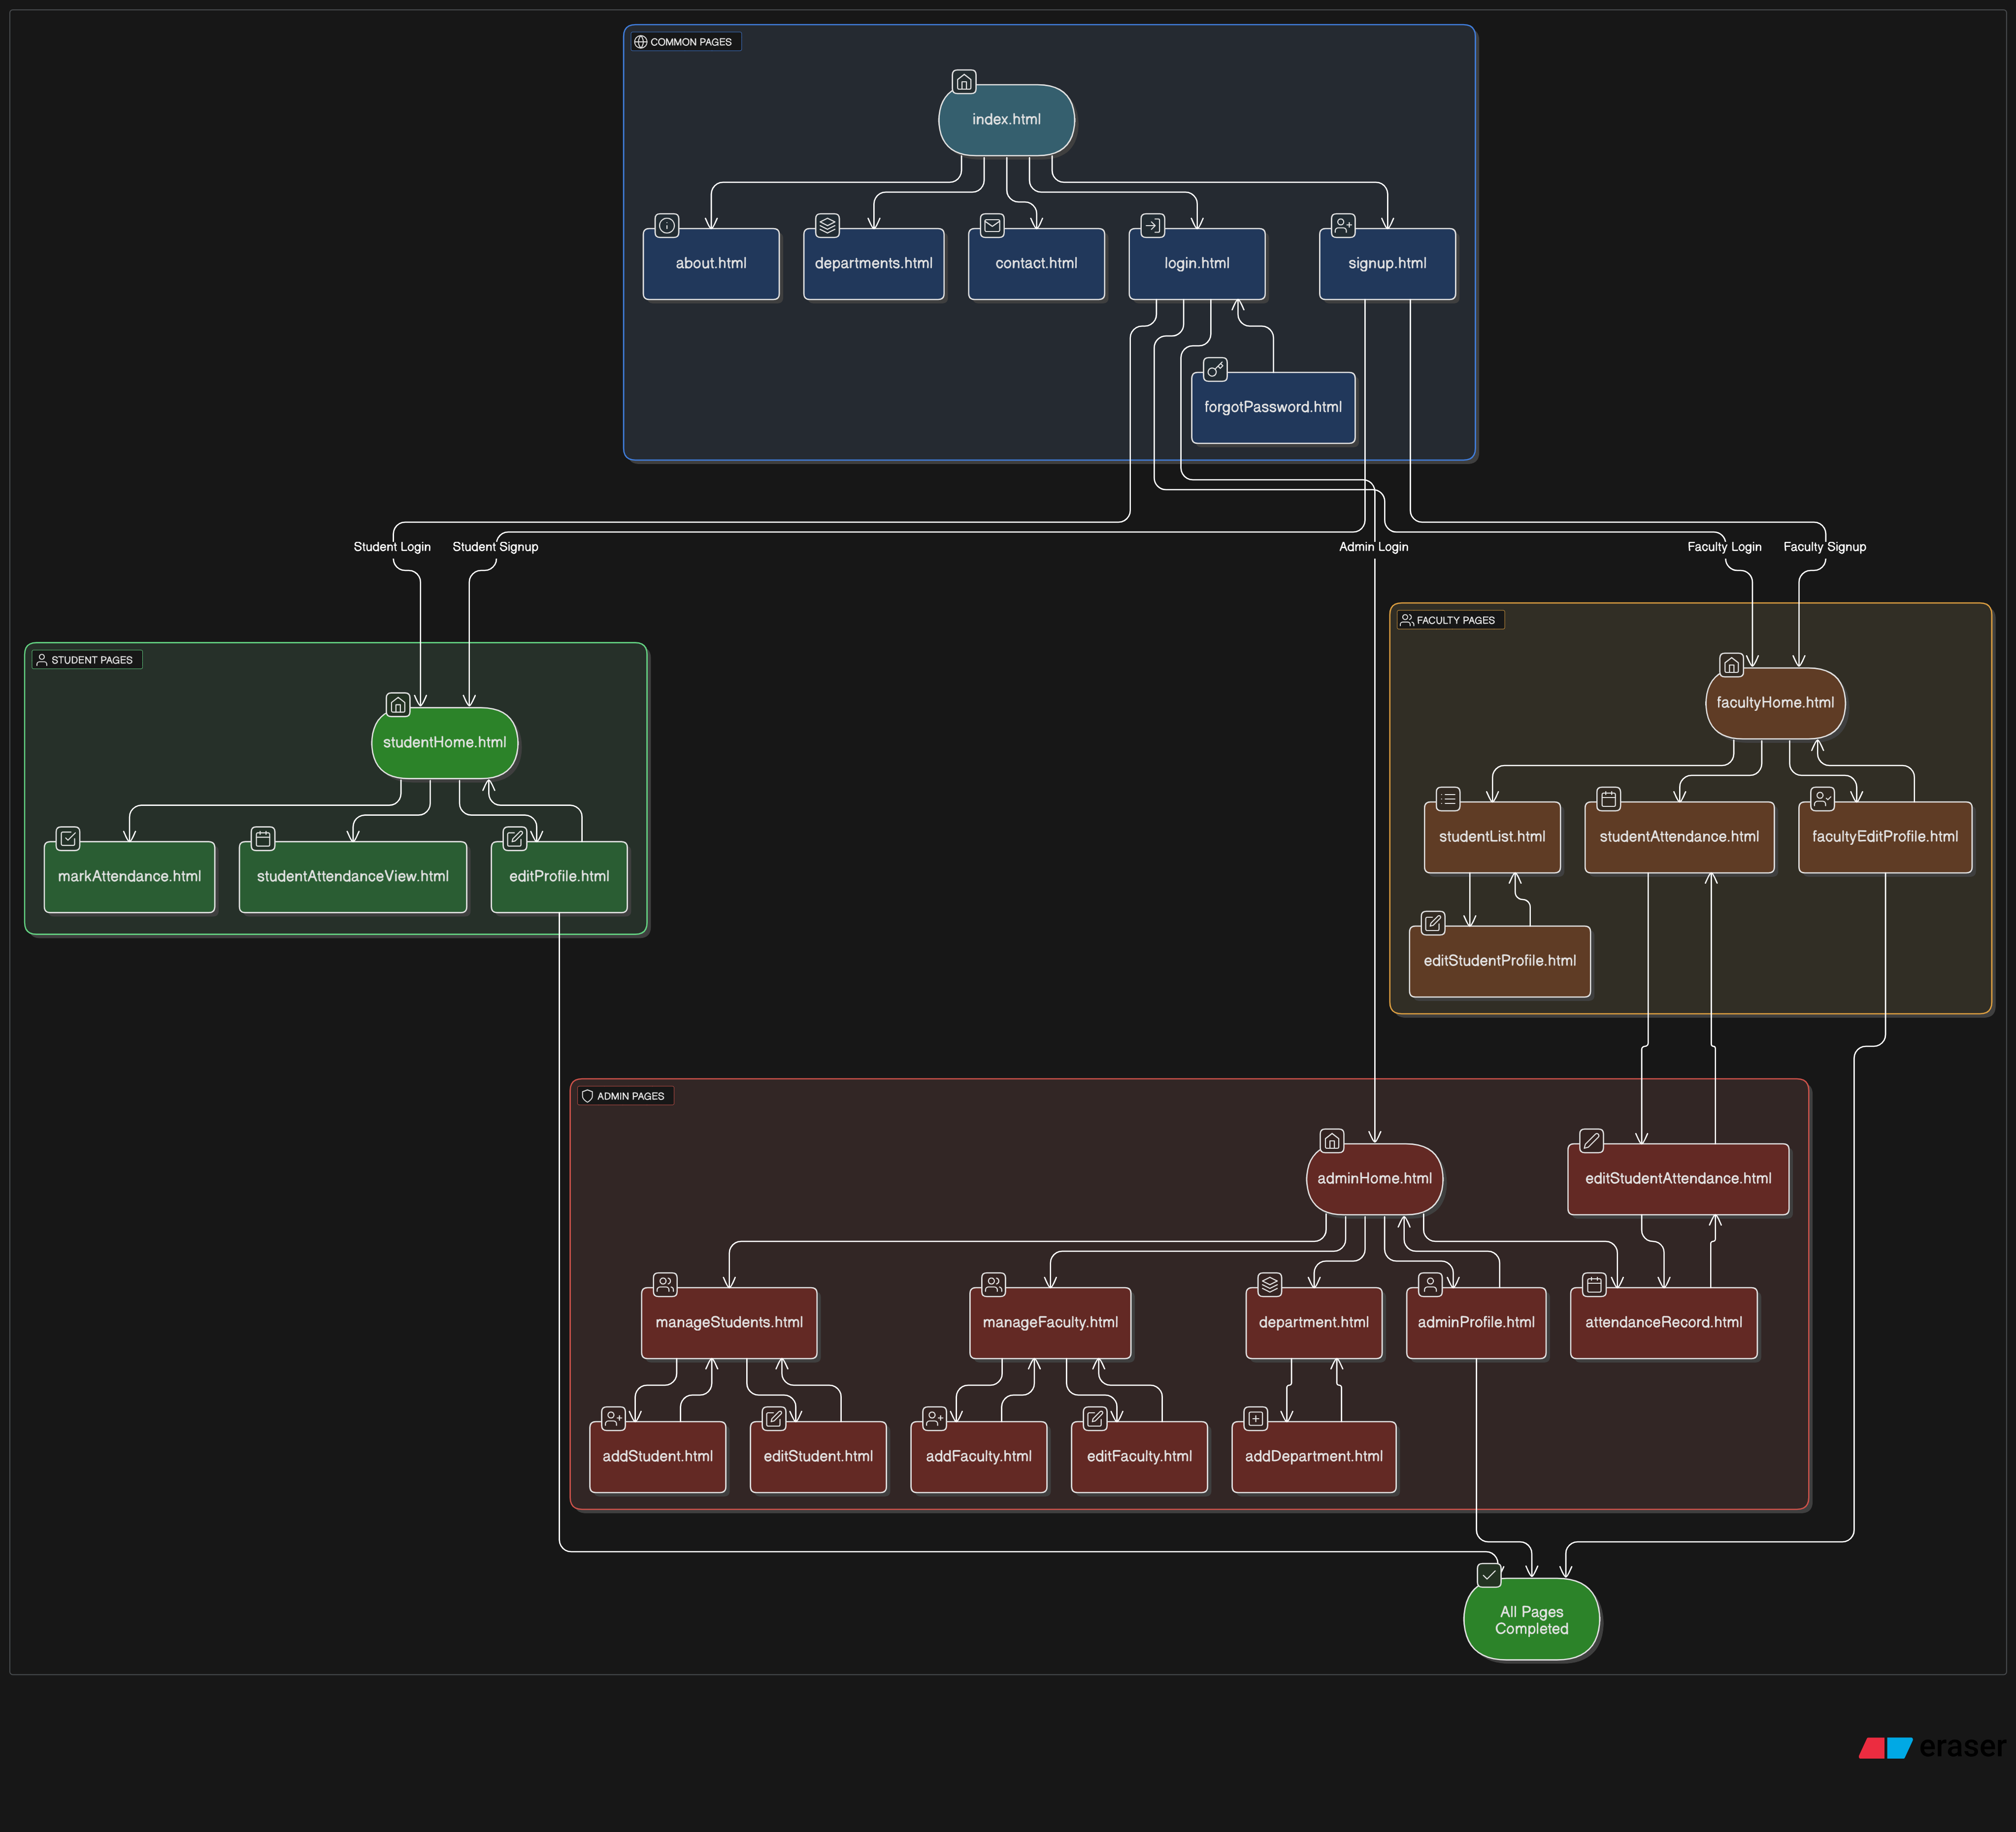 COMMON PAGES
index.html
about.html
departments.html
contact.html
login.html
signup.html
forgotPassword.html
Student Login
Student Signup
Admin Login
Faculty Login
Faculty Signup
FACULTY PAGES
STUDENT PAGES
facultyHome.html
studentHome.html
studentList.html
studentAttendance.html
facultyEditProfile.html
markAttendance.html
studentAttendanceView.html
editProfile.html
editStudentProfile.html
ADMIN PAGES
adminHome.html
editStudentAttendance.html
manageStudents.html
manageFaculty.html
department.html
adminProfile.html
attendanceRecord.html
addStudent.html
editStudent.html
addFaculty.html
editFaculty.html
addDepartment.html
All Pages
Completed
eraser